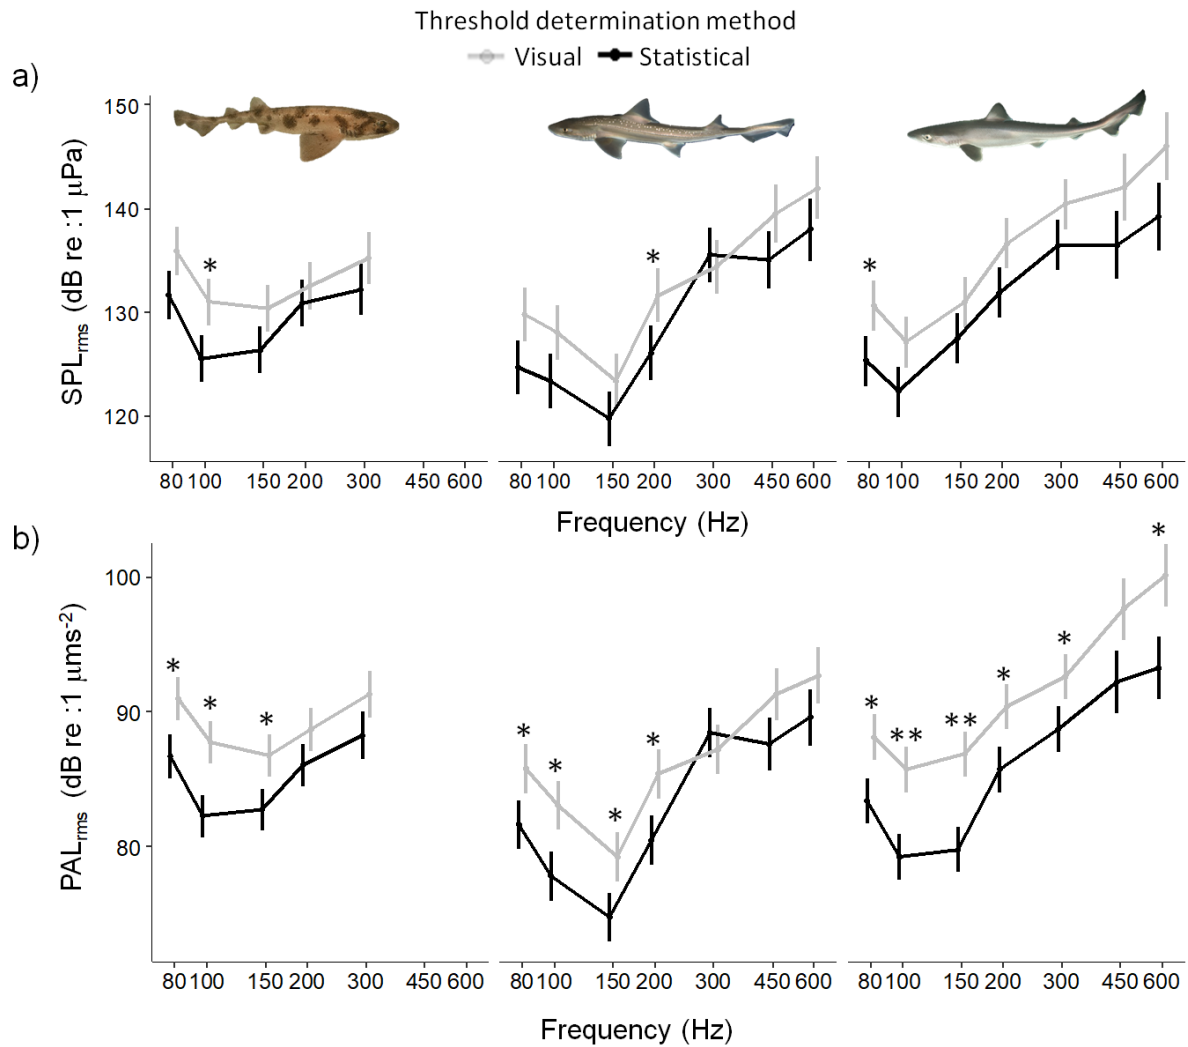 Threshold determination method
Visual Statistical
a)
SPLrms (dB re :1 μPa)
150
140
130
120
*
*
*
80 100 150 200 300 450 600 80 100 150 200 300 450 600 80 100 150 200 300 450 600
Frequency (Hz)
b)
PALrms (dB re :1 μms-2)
100
90
80
* * *
* * * *
* ** ** * * *
80 100 150 200 300 450 600 80 100 150 200 300 450 600 80 100 150 200 300 450 600
Frequency (Hz)